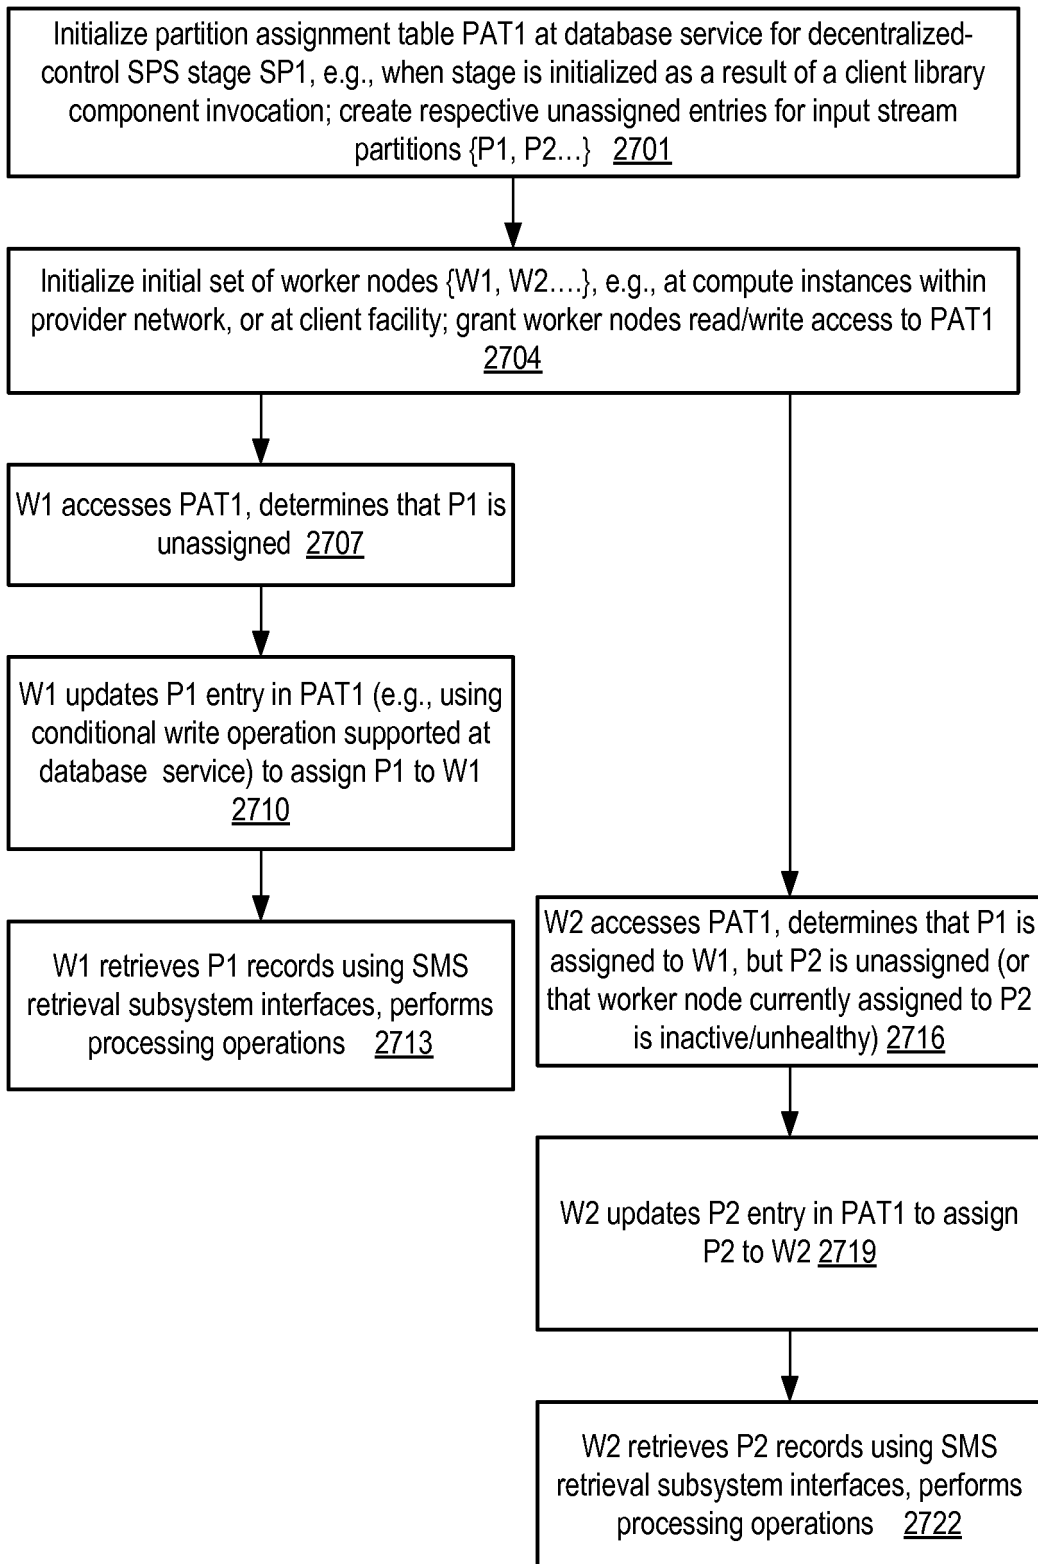 Initialize partition assignment table PAT1 at database service for decentralized-
control SPS stage SP1, e.g., when stage is initialized as a result of a client library
component invocation; create respective unassigned entries for input stream
partitions {P1, P2...} 2701
Initialize initial set of worker nodes {W1, W2....}, e.g., at compute instances within
provider network, or at client facility; grant worker nodes read/write access to PAT1
2704
W1 accesses PAT1, determines that P1 is
unassigned 2707
W1 updates P1 entry in PAT1 (e.g., using
conditional write operation supported at
database service) to assign P1 to W1
2710
W1 retrieves P1 records using SMS
retrieval subsystem interfaces, performs
processing operations 2713
W2 accesses PAT1, determines that P1 is
assigned to W1, but P2 is unassigned (or
that worker node currently assigned to P2
is inactive/unhealthy) 2716
W2 updates P2 entry in PAT1 to assign
P2 to W2 2719
W2 retrieves P2 records using SMS
retrieval subsystem interfaces, performs
processing operations 2722